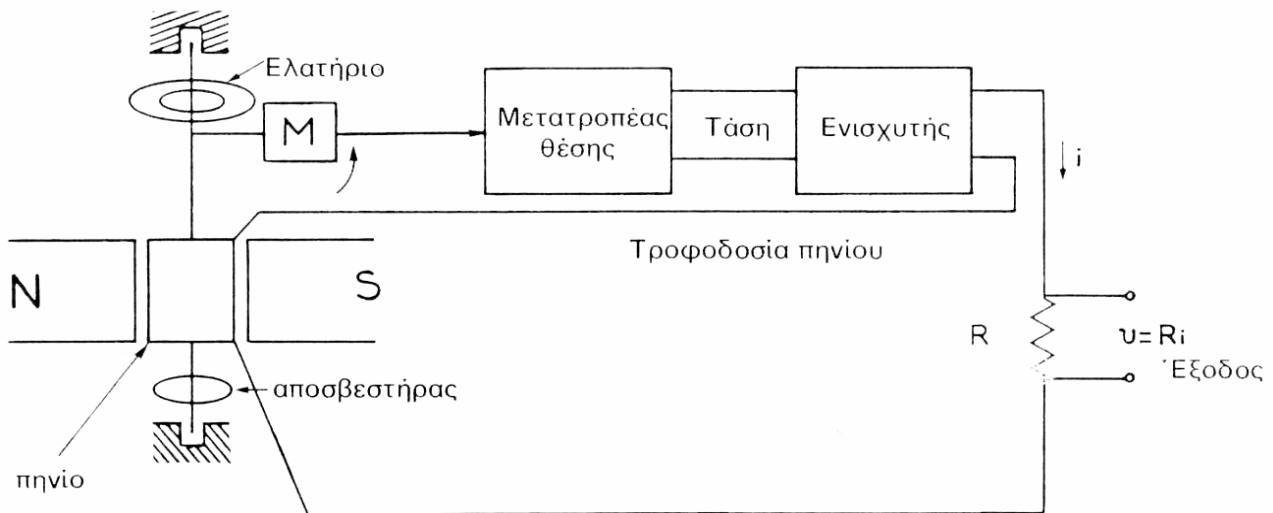 Ελατήριο
M
Μετατροπέας
θέσης
Τάση
Ενισχυτής
i
Τροφοδοσία πηνίου
N
S
R
υ=Ri
Έξοδος
αποσβεστήρας
πηνίο